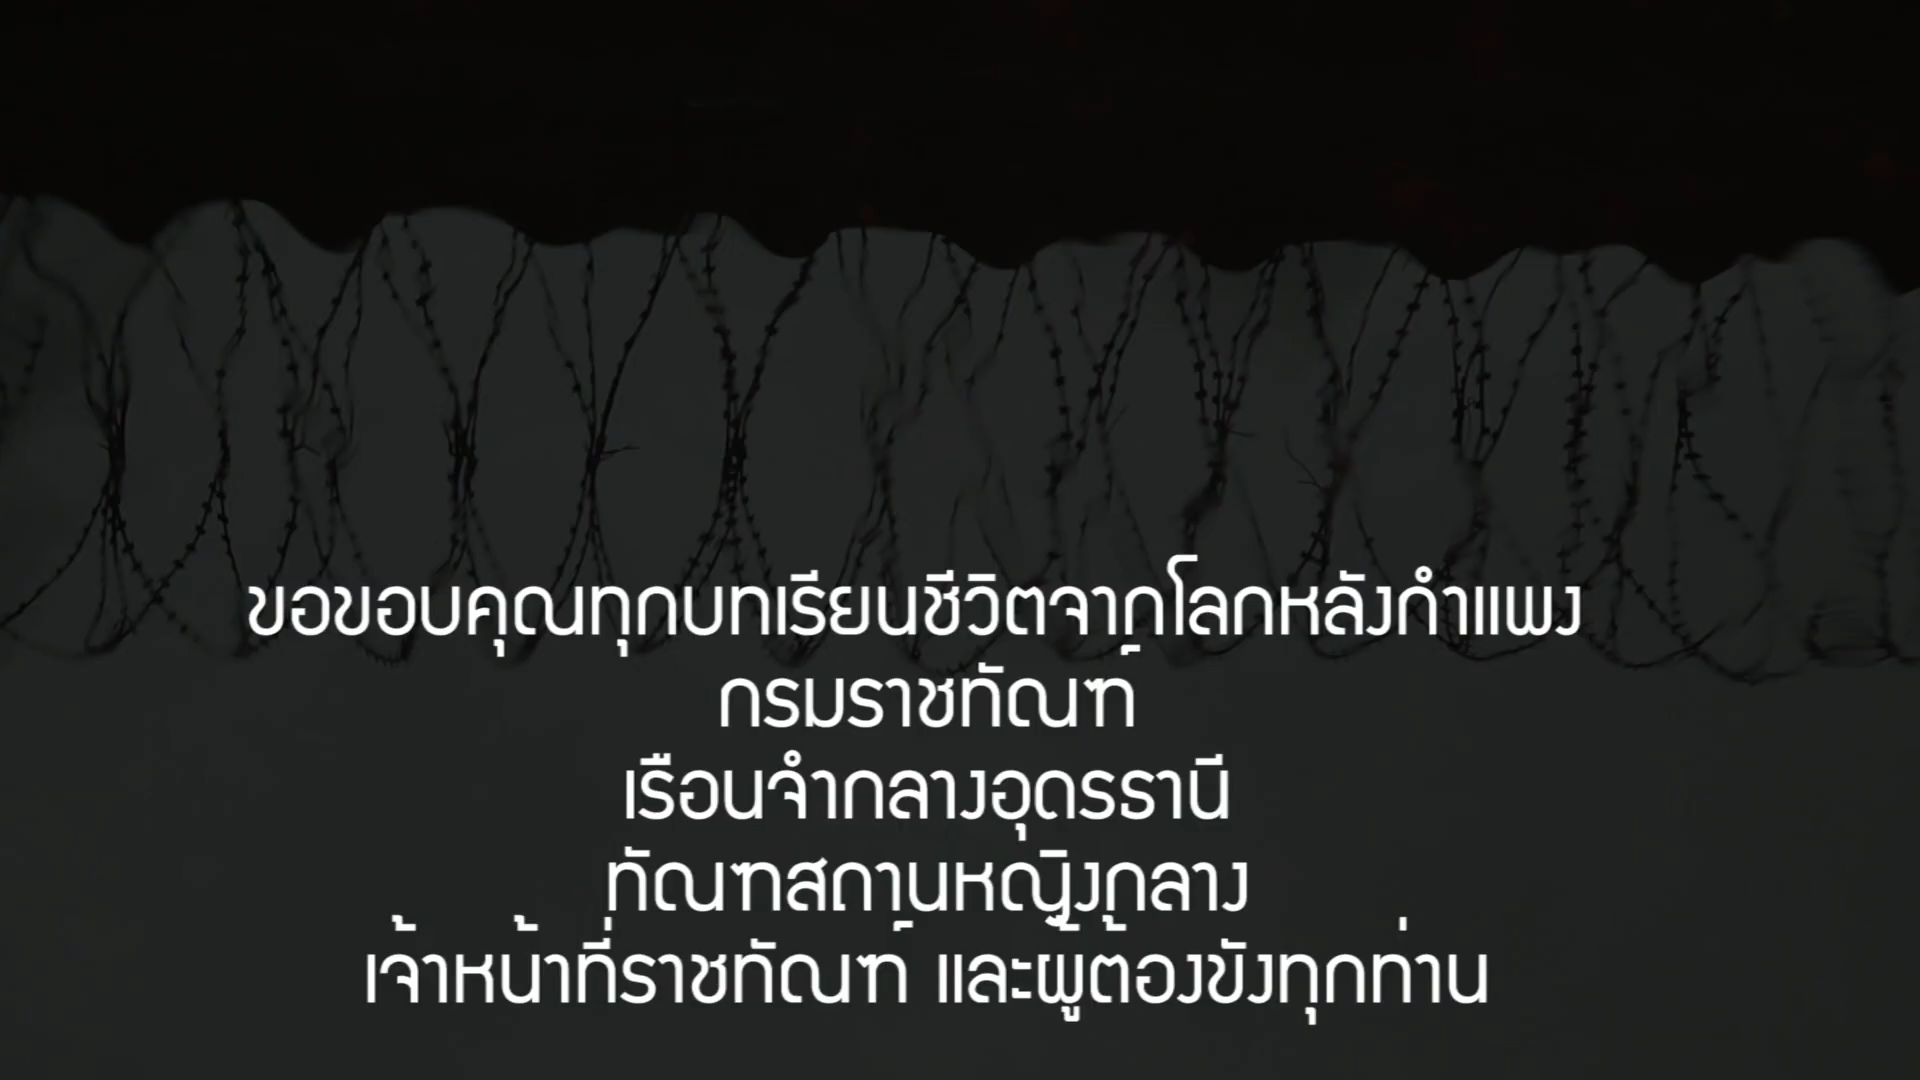 ขอขอบคุณทุกบทเรียนชีวิตจากโลกหลังกำแพง
กรมราชทัณฑ์
เรือนจำกลางอุดรธานี
ทัณฑสถานหญิงกลาง
เจ้าหน้าที่ราชทัณฑ์ และผู้ต้องขังทุกท่าน